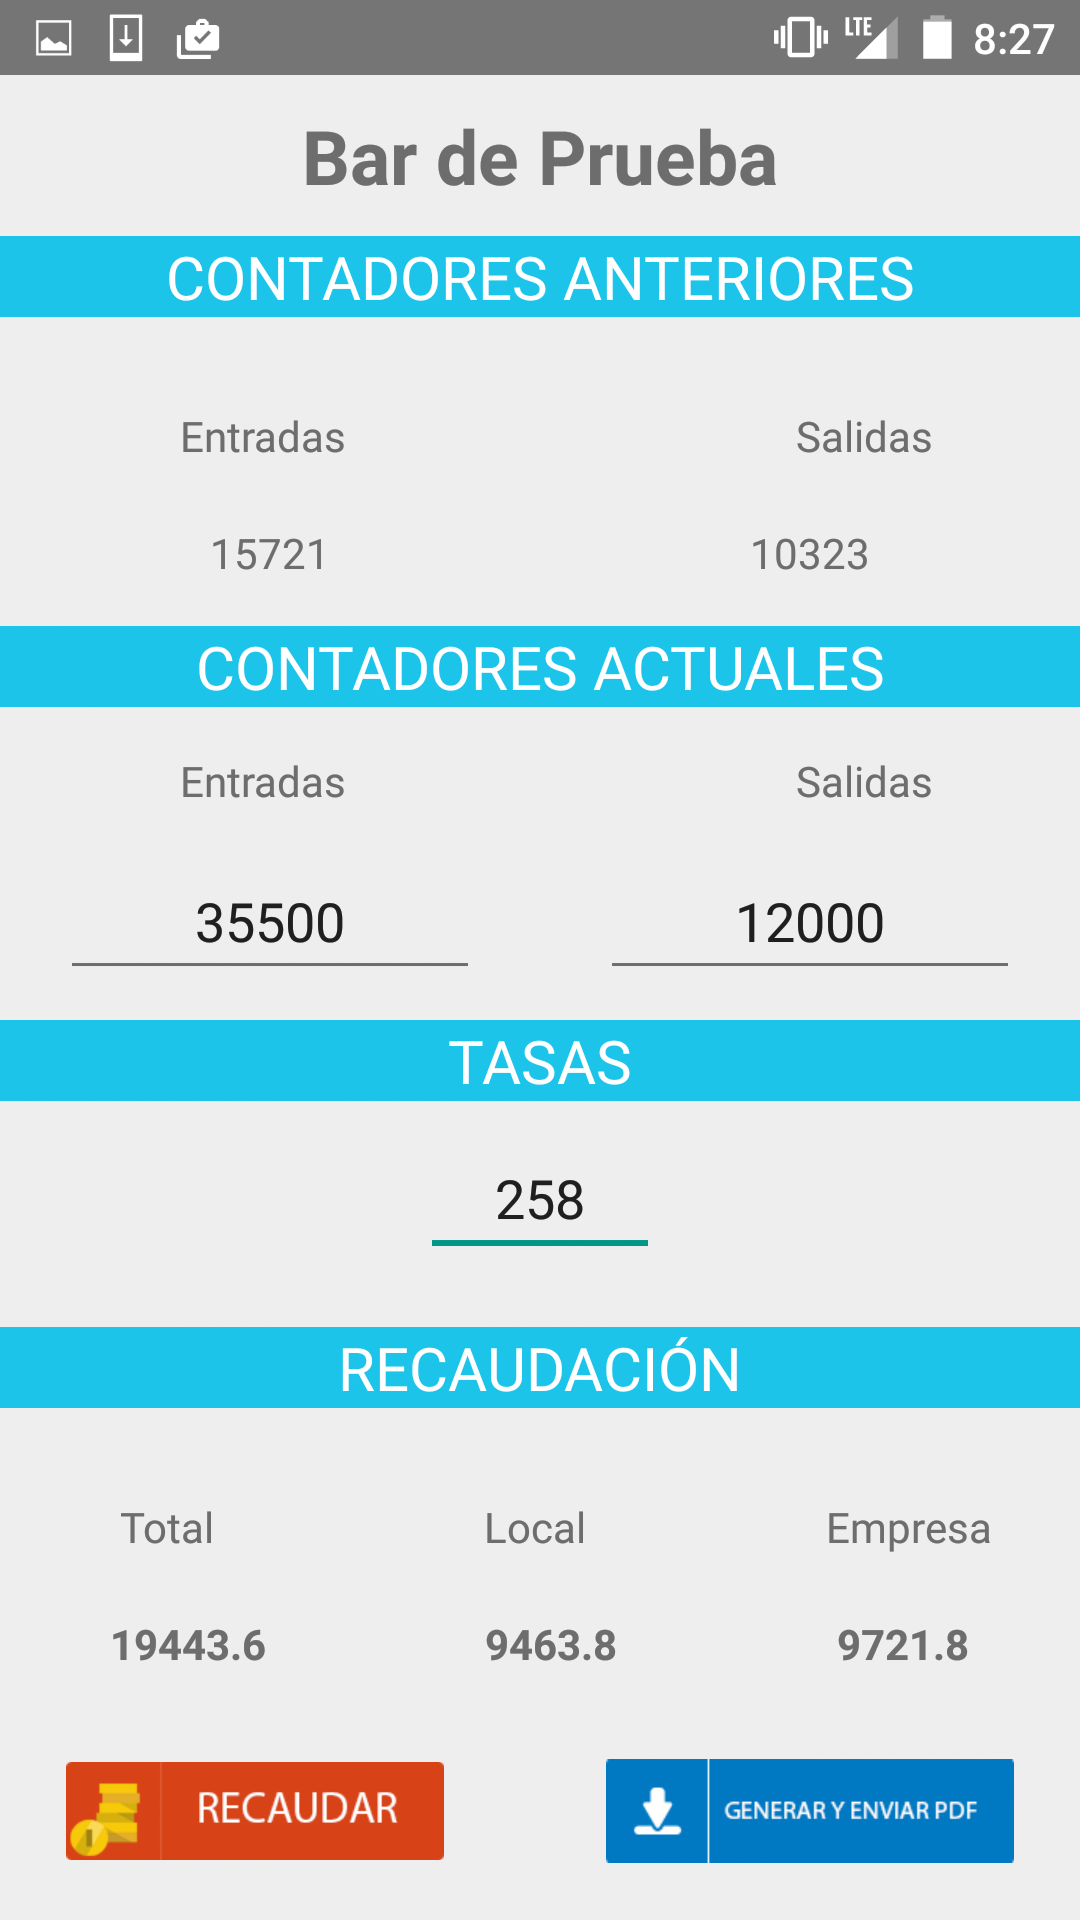 LTE 8:27
Bar de Prueba
CONTADORES ANTERIORES
Entradas Salidas
15721 10323
CONTADORES ACTUALES
Entradas Salidas
35500 12000
TASAS
258
RECAUDACIÓN
Total Local Empresa
19443.6 9463.8 9721.8
RECAUDAR GENERAR Y ENVIAR PDF